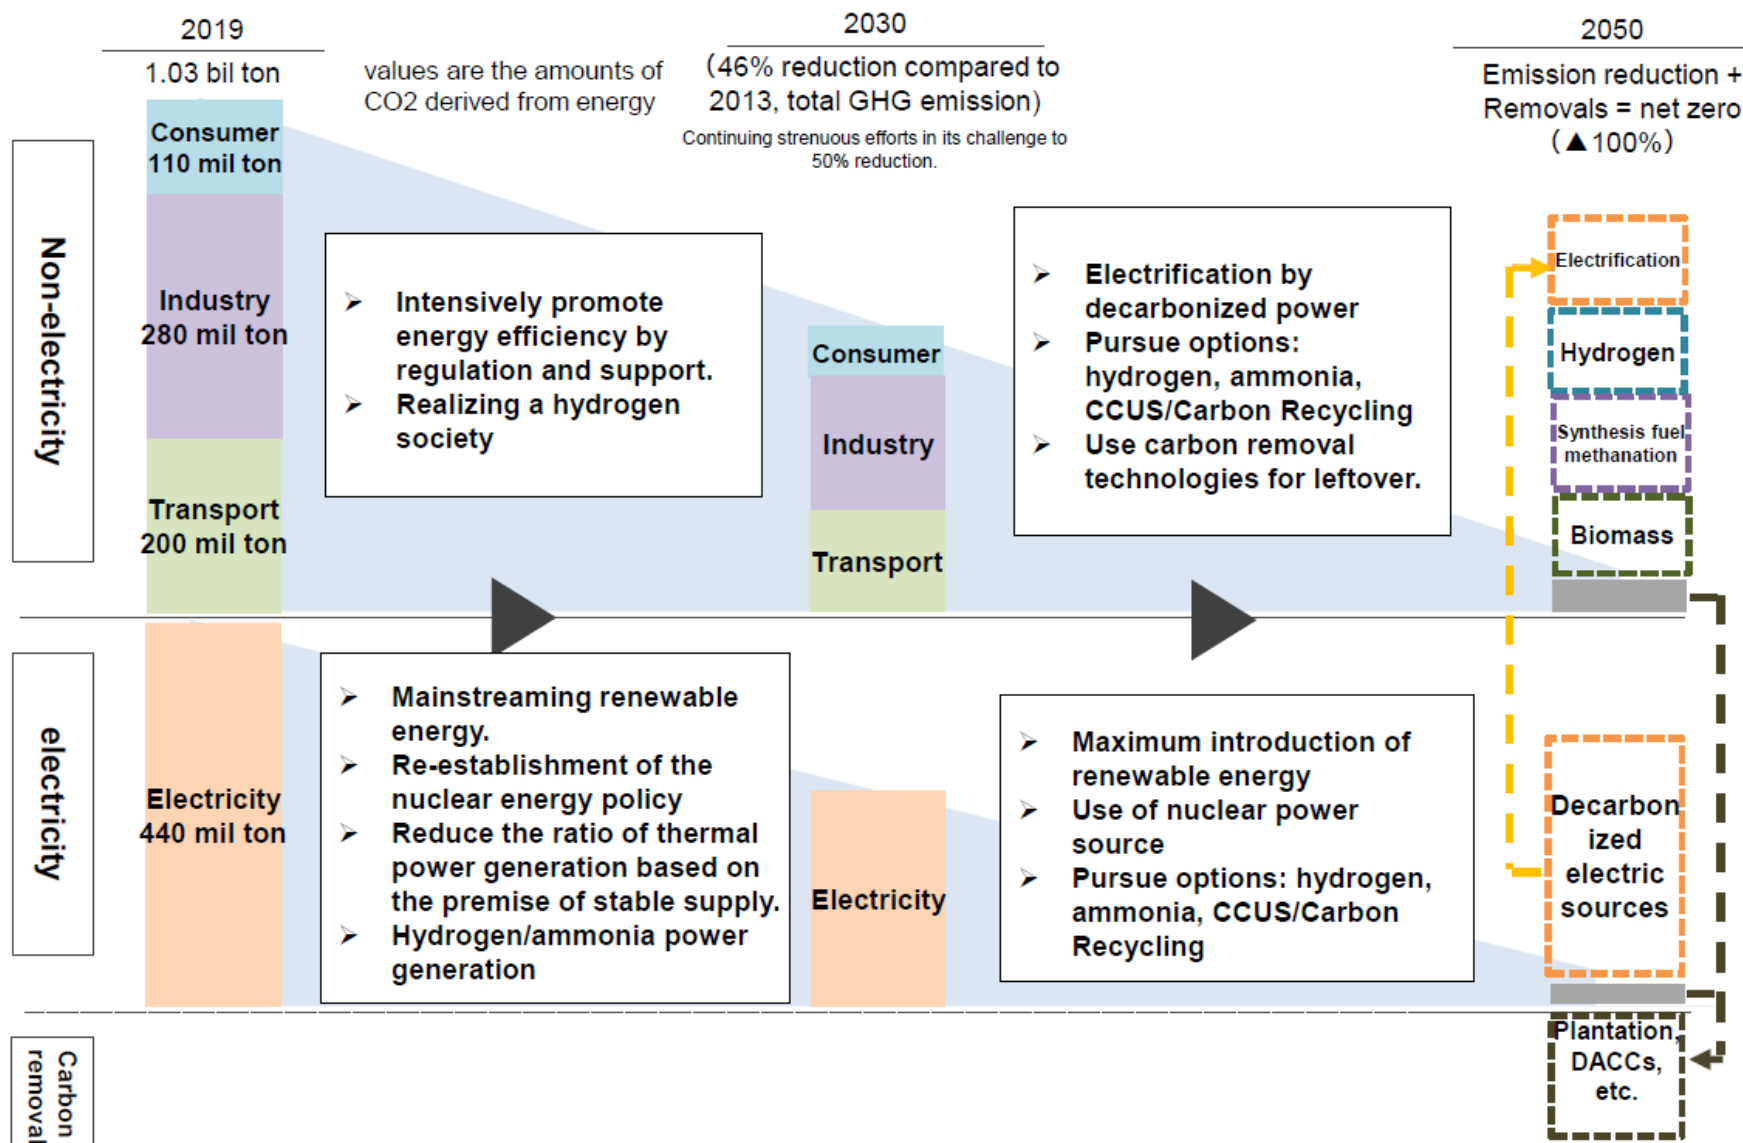 2019
1.03 bil ton
values are the amounts of
CO2 derived from energy
2030
(46% reduction compared to
2013, total GHG emission)
Continuing strenuous efforts in its challenge to
50% reduction.
2050
Emission reduction +
Removals = net zero
(▲100%)
Non-electricity
Consumer
110 mil ton
Industry
280 mil ton
Transport
200 mil ton
➢ Intensively promote
energy efficiency by
regulation and support.
➢ Realizing a hydrogen
society
Consumer
Industry
Transport
➢ Electrification by
decarbonized power
➢ Pursue options:
hydrogen, ammonia,
CCUS/Carbon Recycling
➢ Use carbon removal
technologies for leftover.
Electrification
Hydrogen
Synthesis fuel
methanation
Biomass
electricity
Electricity
440 mil ton
➢ Mainstreaming renewable
energy.
➢ Re-establishment of the
nuclear energy policy
➢ Reduce the ratio of thermal
power generation based on
the premise of stable supply.
➢ Hydrogen/ammonia power
generation
Electricity
➢ Maximum introduction of
renewable energy
➢ Use of nuclear power
source
➢ Pursue options: hydrogen,
ammonia, CCUS/Carbon
Recycling
Decarbon
ized
electric
sources
Carbon
removal
Plantation,
DACCs,
etc.